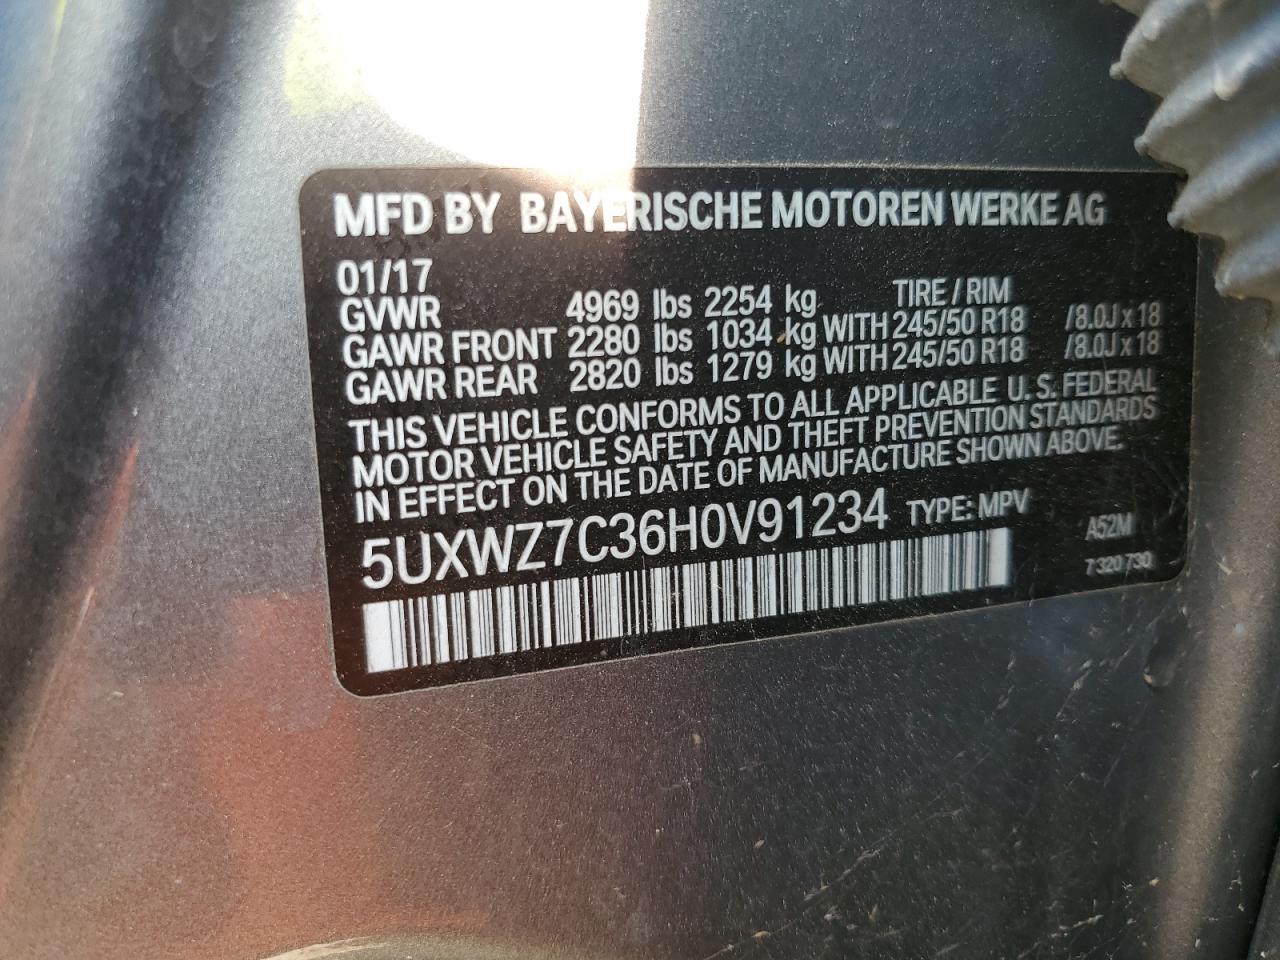 MFD BY BAYERISCHE MOTOREN WERKE AG
01/17 TIRE / RIM
GVWR 4969 lbs 2254 kg
GAWR FRONT 2280 lbs 1034 kg WITH 245/50 R18 /8.0J x 18
GAWR REAR 2820 lbs 1279 kg WITH 245/50 R18 /8.0J x 18
THIS VEHICLE CONFORMS TO ALL APPLICABLE U. S. FEDERAL
MOTOR VEHICLE SAFETY AND THEFT PREVENTION STANDARDS
IN EFFECT ON THE DATE OF MANUFACTURE SHOWN ABOVE.
5UXWZ7C36H0V91234 TYPE: MPV
A52M
7 320 730